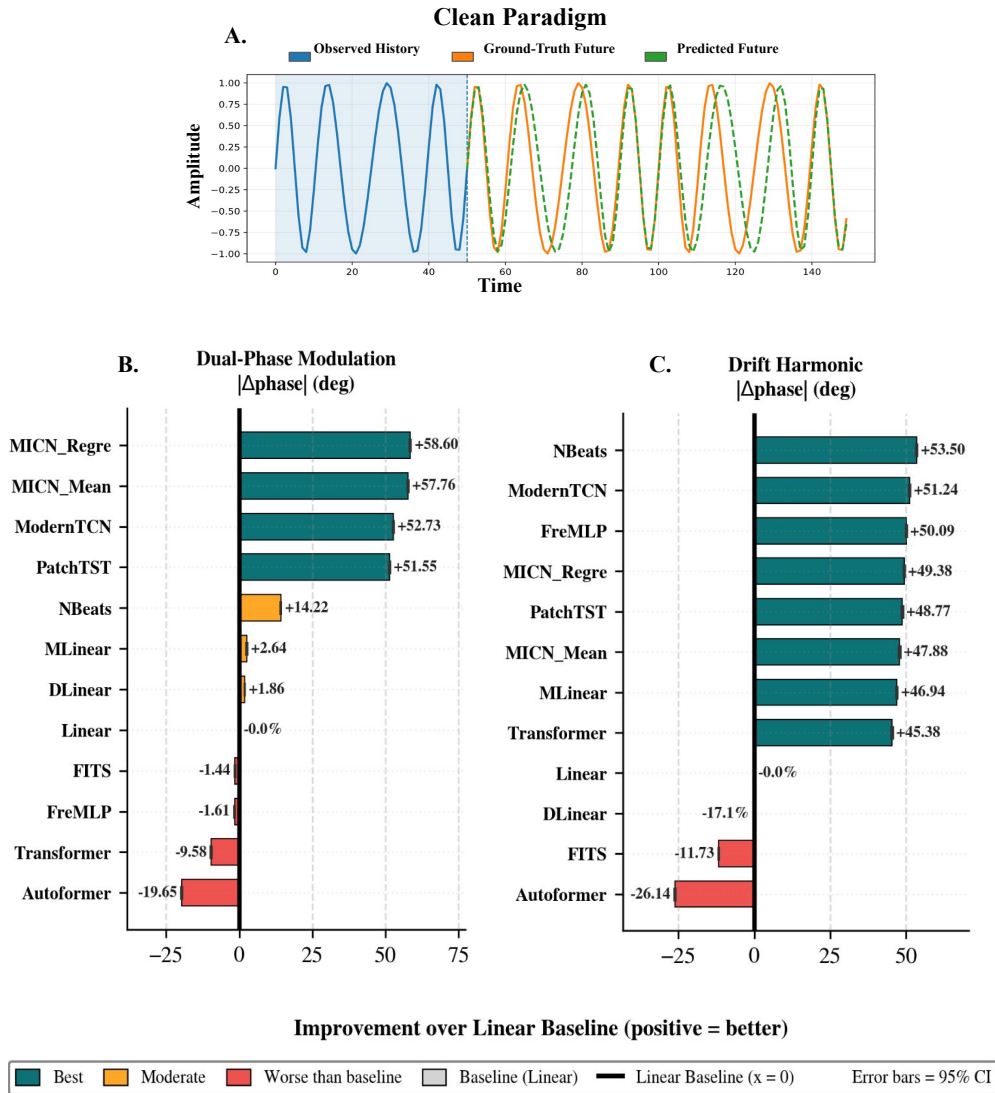 Clean Paradigm
A.
Observed History
Ground-Truth Future
Predicted Future
1.00
0.75
0.50
0.25
0.00
−0.25
−0.50
−0.75
−1.00
Amplitude
0
20
40
60
80
100
120
140
Time
B.
Dual-Phase Modulation
|Δphase| (deg)
MICN_Regre
+58.60
MICN_Mean
+57.76
ModernTCN
+52.73
PatchTST
+51.55
NBeats
+14.22
MLinear
+2.64
DLinear
+1.86
Linear
-0.0%
FITS
-1.44
FreMLP
-1.61
Transformer
-9.58
Autoformer
-19.65
−25
0
25
50
75
C.
Drift Harmonic
|Δphase| (deg)
NBeats
+53.50
ModernTCN
+51.24
FreMLP
+50.09
MICN_Regre
+49.38
PatchTST
+48.77
MICN_Mean
+47.88
MLinear
+46.94
Transformer
+45.38
Linear
-0.0%
DLinear
-17.1%
FITS
-11.73
Autoformer
-26.14
−25
0
25
50
Improvement over Linear Baseline (positive = better)
Best
Moderate
Worse than baseline
Baseline (Linear)
Linear Baseline (x = 0)
Error bars = 95% CI